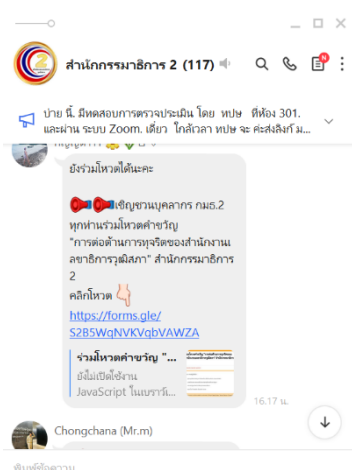 สำนักกรรมาธิการ 2 (117)
N
บ่าย นี้. มีทดสอบการตรวจประเมิน โดย ทปษ ที่ห้อง 301.
และผ่าน ระบบ Zoom. เดี๋ยว ใกล้เวลา ทปษ จะ ค่ะส่งลิงก์ ม...
ยังร่วมโหวตได้นะคะ
เชิญชวนบุคลากร กมธ.2
ทุกท่านร่วมโหวตคำขวัญ
"การต่อต้านการทุจริตของสำนักงานเ
ลขาธิการวุฒิสภา" สำนักกรรมาธิการ
2
คลิกโหวต
https://forms.gle/
S2B5WqNVKVqbVAWZA
ร่วมโหวตคำขวัญ "...
ยังไม่เปิดใช้งาน
JavaScript ในเบราว์...
16.17 น.
Chongchana (Mr.m)
พิมพ์ข้อความ